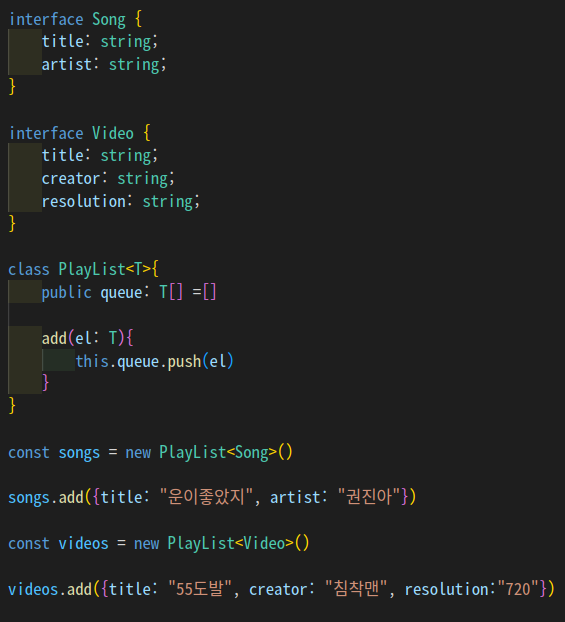 interface Song {
    title: string;
    artist: string;
}

interface Video {
    title: string;
    creator: string;
    resolution: string;
}

class PlayList<T>{
    public queue: T[] =[]

    add(el: T){
        this.queue.push(el)
    }
}

const songs = new PlayList<Song>()

songs.add({title: "운이좋았지", artist: "권진아"})

const videos = new PlayList<Video>()

videos.add({title: "55도발", creator: "침착맨", resolution:"720"})